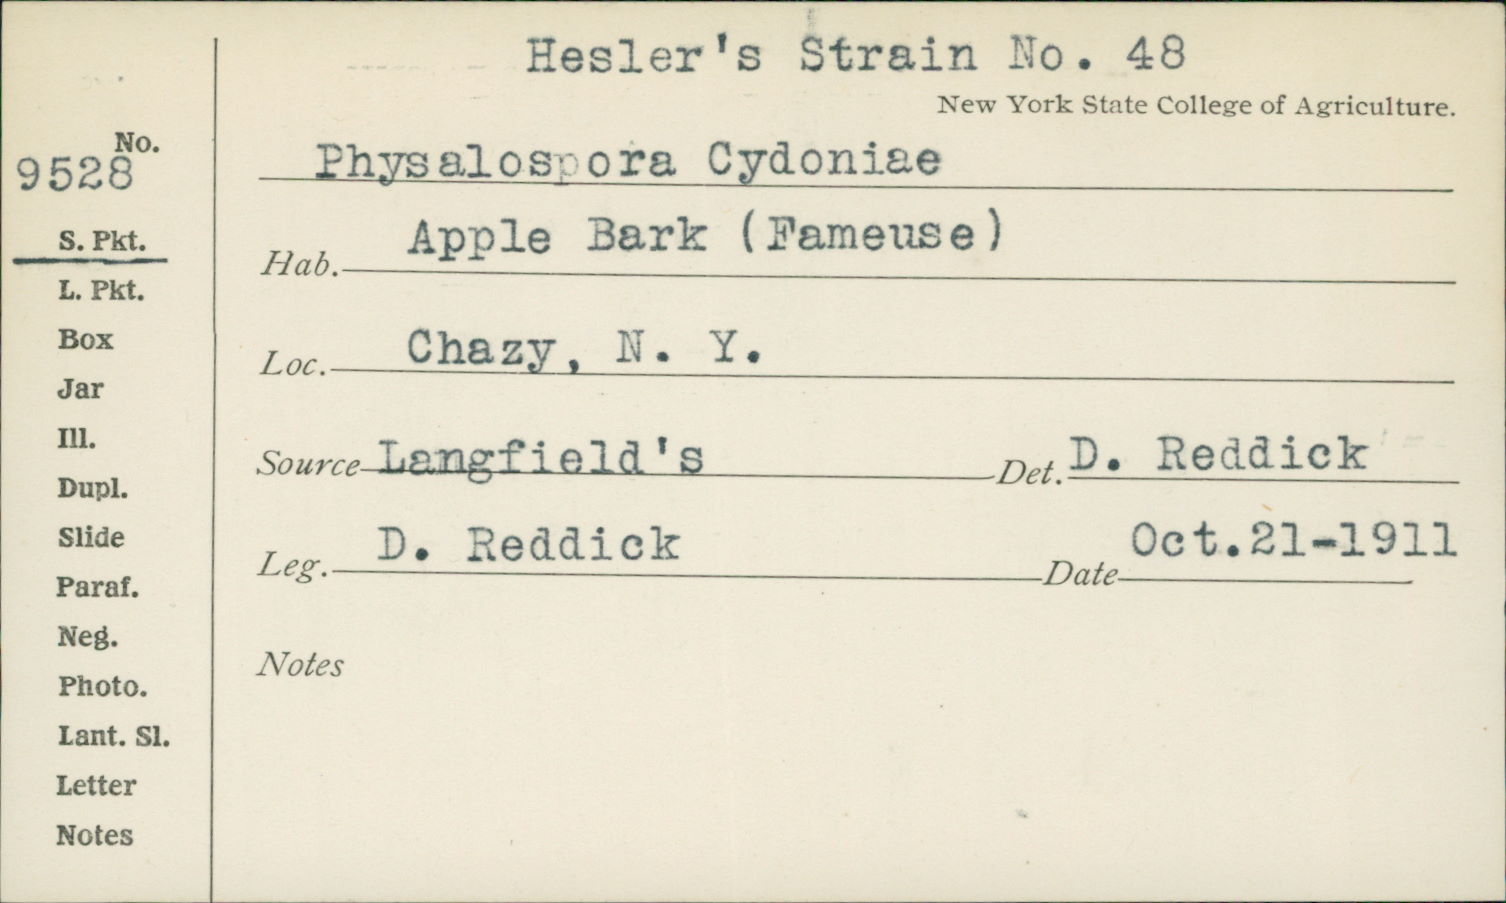 Hesler's Strain No. 48
New York State College of Agriculture.
No.
9528
Physalospora Cydoniae
S. Pkt.
Hab. Apple Bark (Fameuse)
L. Pkt.
Box
Loc. Chazy, N. Y.
Jar
Ill.
Source Langfield's Det. D. Reddick
Dupl.
Slide
Leg. D. Reddick Date Oct.21-1911
Paraf.
Neg.
Notes
Photo.
Lant. Sl.
Letter
Notes